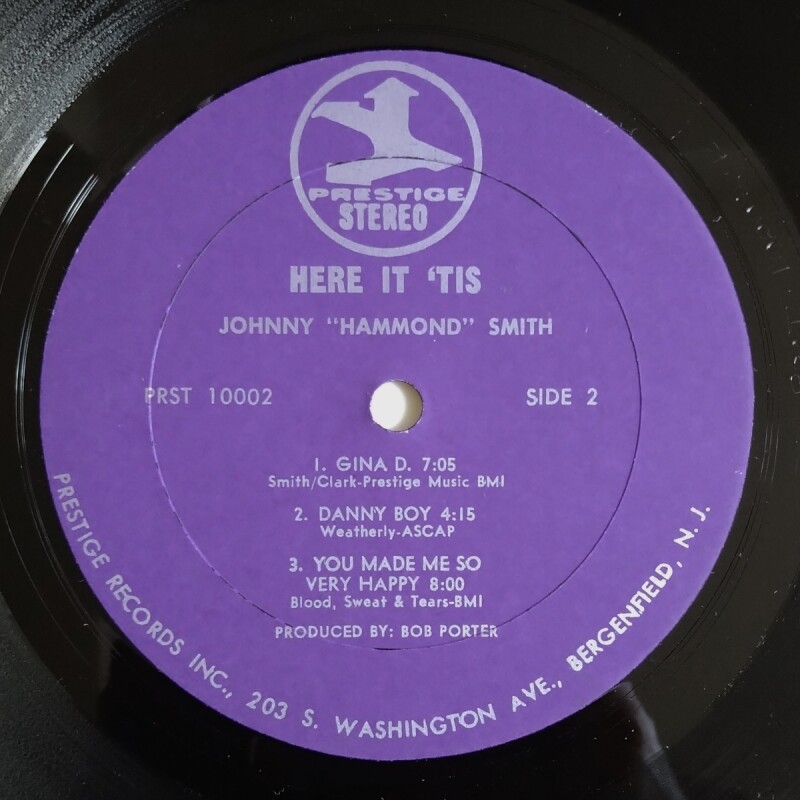 PRESTIGE
STEREO
HERE IT 'TIS
JOHNNY "HAMMOND" SMITH
PRST 10002
SIDE 2
1. GINA D. 7:05
Smith/Clark-Prestige Music BMI
2. DANNY BOY 4:15
Weatherly-ASCAP
3. YOU MADE ME SO
VERY HAPPY 8:00
Blood, Sweat & Tears-BMI
PRODUCED BY: BOB PORTER
PRESTIGE RECORDS INC., 203 S. WASHINGTON AVE., BERGENFIELD, N. J.